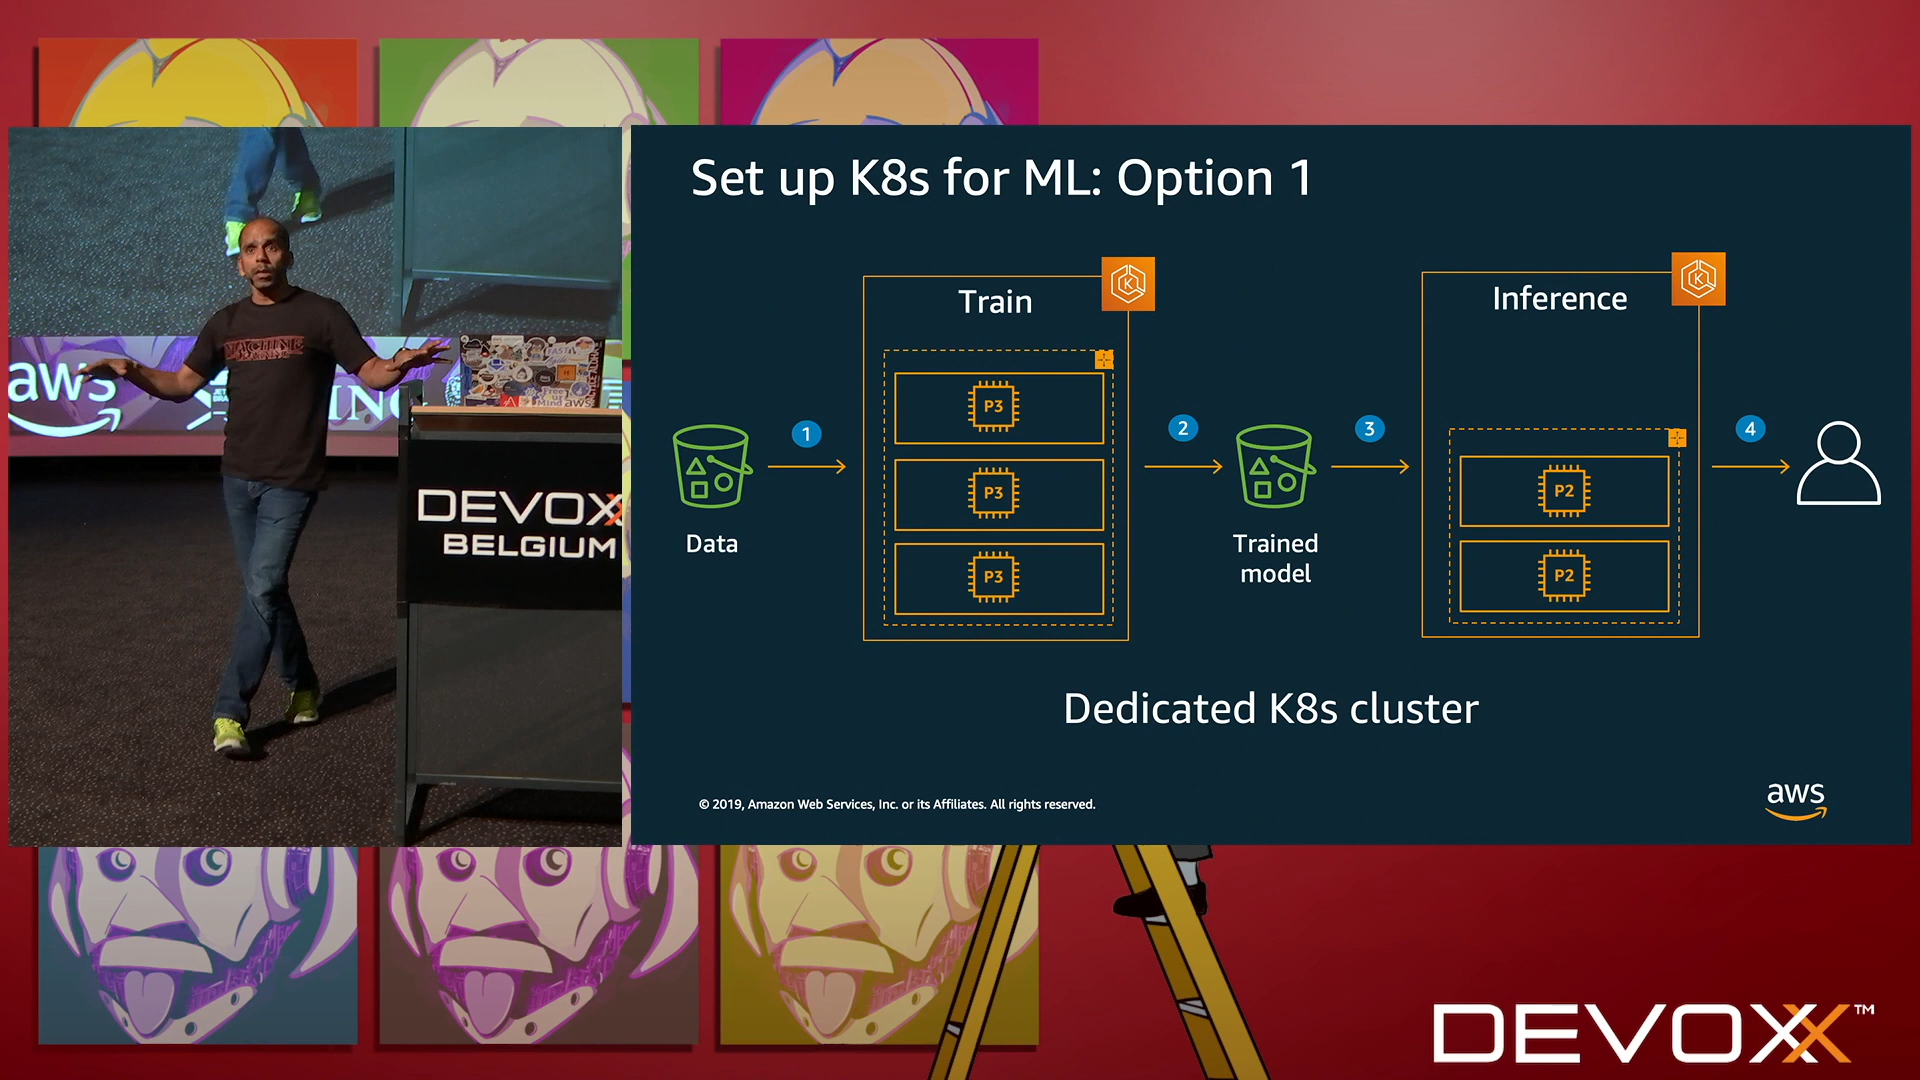 Set up K8s for ML: Option 1
Train
Inference
P3
P3
P3
P2
P2
1
2
3
4
Data
Trained
model
Dedicated K8s cluster
© 2019, Amazon Web Services, Inc. or its Affiliates. All rights reserved.
aws
aws
MACHINE
LEARNING
DEVOXX
BELGIUM
DEVOXX™